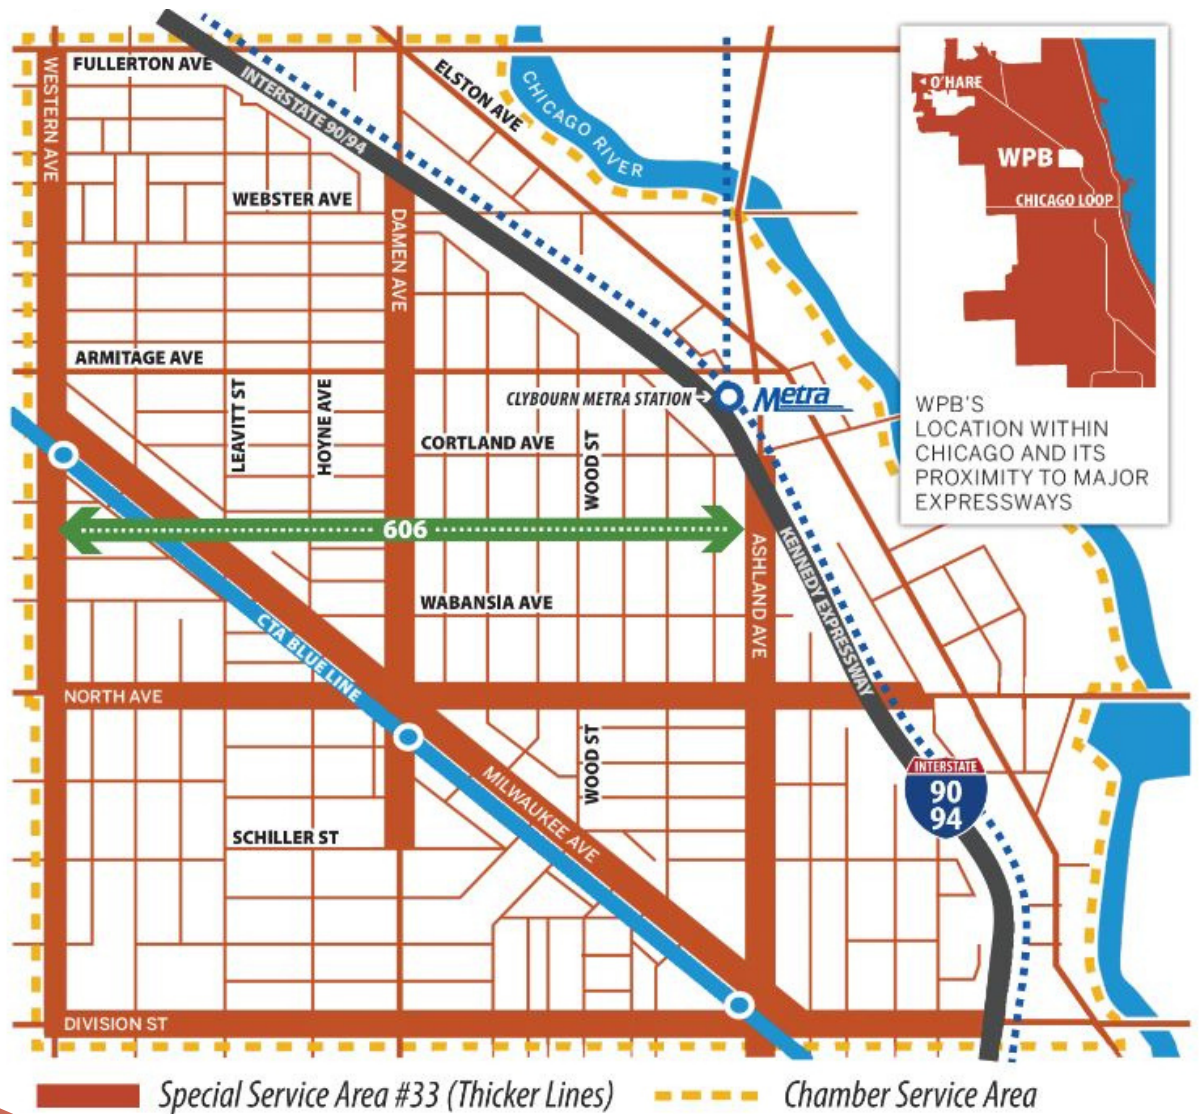 FULLERTON AVE
WESTERN AVE
INTERSTATE 90/94
ELSTON AVE
CHICAGO RIVER
WEBSTER AVE
DAMEN AVE
ARMITAGE AVE
LEAVITT ST
HOYNE AVE
CLYBOURN METRA STATION
Metra
CORTLAND AVE
WOOD ST
606
ASHLAND AVE
KENNEDY EXPRESSWAY
WABANSIA AVE
CTA BLUE LINE
NORTH AVE
WOOD ST
MILWAUKEE AVE
INTERSTATE
90
94
SCHILLER ST
DIVISION ST
O'HARE
WPB
CHICAGO LOOP
WPB'S
LOCATION WITHIN
CHICAGO AND ITS
PROXIMITY TO MAJOR
EXPRESSWAYS
Special Service Area #33 (Thicker Lines)
Chamber Service Area